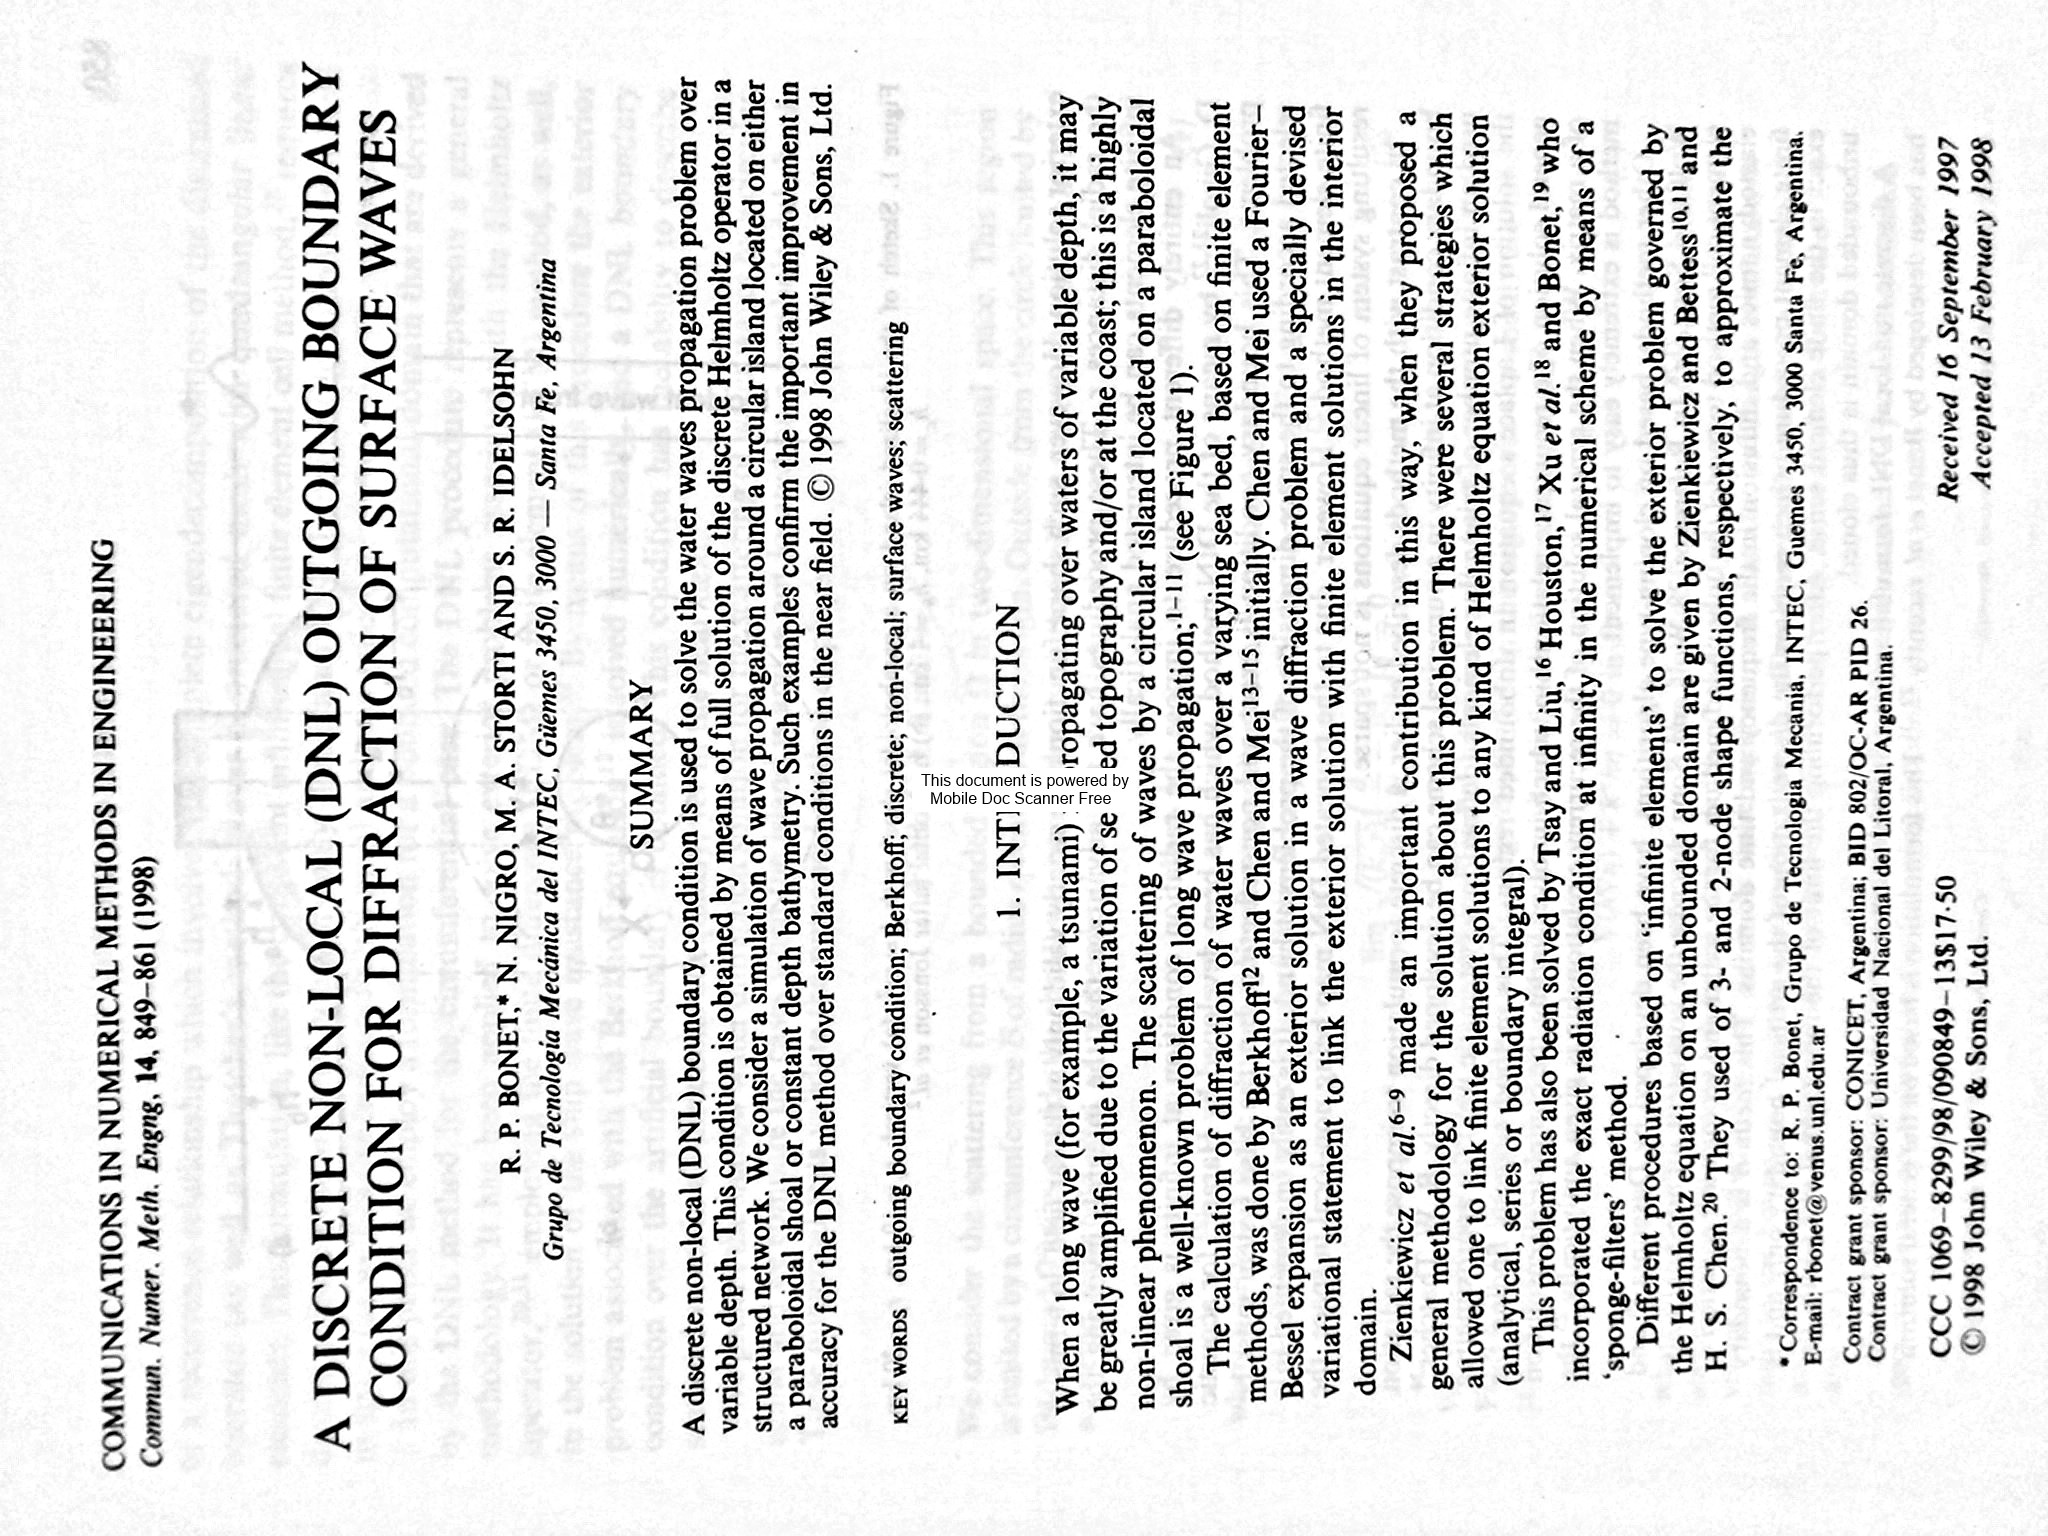 COMMUNICATIONS IN NUMERICAL METHODS IN ENGINEERING
Commun. Numer. Meth. Engng, 14, 849–861 (1998)
A DISCRETE NON-LOCAL (DNL) OUTGOING BOUNDARY
CONDITION FOR DIFFRACTION OF SURFACE WAVES
R. P. BONET,* N. NIGRO, M. A. STORTI AND S. R. IDELSOHN
Grupo de Tecnología Mecánica del INTEC, Güemes 3450, 3000 — Santa Fe, Argentina
SUMMARY
A discrete non-local (DNL) boundary condition is used to solve the water waves propagation problem over
variable depth. This condition is obtained by means of full solution of the discrete Helmholtz operator in a
structured network. We consider a simulation of wave propagation around a circular island located on either
a paraboloidal shoal or constant depth bathymetry. Such examples confirm the important improvement in
accuracy for the DNL method over standard conditions in the near field. © 1998 John Wiley & Sons, Ltd.
KEY WORDS outgoing boundary condition; Berkhoff; discrete; non-local; surface waves; scattering
1. INT DUCTION
This document is powered by
Mobile Doc Scanner Free
When a long wave (for example, a tsunami) ropagating over waters of variable depth, it may
be greatly amplified due to the variation of se ed topography and/or at the coast; this is a highly
non-linear phenomenon. The scattering of waves by a circular island located on a paraboloidal
shoal is a well-known problem of long wave propagation,1–11 (see Figure 1).
The calculation of diffraction of water waves over a varying sea bed, based on finite element
methods, was done by Berkhoff12 and Chen and Mei13–15 initially. Chen and Mei used a Fourier–
Bessel expansion as an exterior solution in a wave diffraction problem and a specially devised
variational statement to link the exterior solution with finite element solutions in the interior
domain.
Zienkiewicz et al.6–9 made an important contribution in this way, when they proposed a
general methodology for the solution about this problem. There were several strategies which
allowed one to link finite element solutions to any kind of Helmholtz equation exterior solution
(analytical, series or boundary integral).
This problem has also been solved by Tsay and Liu,16 Houston,17 Xu et al.18 and Bonet,19 who
incorporated the exact radiation condition at infinity in the numerical scheme by means of a
'sponge-filters' method.
Different procedures based on 'infinite elements' to solve the exterior problem governed by
the Helmholtz equation on an unbounded domain are given by Zienkiewicz and Bettess10,11 and
H. S. Chen.20 They used of 3- and 2-node shape functions, respectively, to approximate the
*Correspondence to: R. P. Bonet, Grupo de Tecnologia Mecania, INTEC, Guemes 3450, 3000 Santa Fe, Argentina.
E-mail: rbonet@venus.unl.edu.ar
Contract grant sponsor: CONICET, Argentina; BID 802/OC-AR PID 26.
Contract grant sponsor: Universidad Nacional del Litoral, Argentina.
CCC 1069–8299/98/090849–13$17·50
© 1998 John Wiley & Sons, Ltd.
Received 16 September 1997
Accepted 13 February 1998